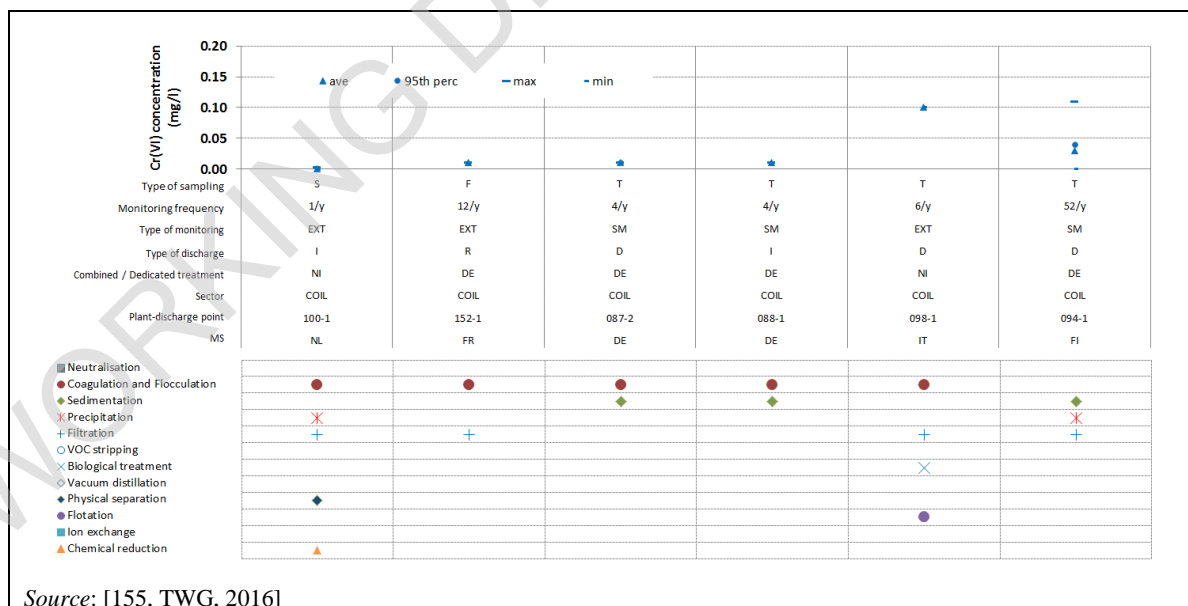 WORKING D
0.20
0.15
0.10
0.05
0.00
Cr(VI) concentration
(mg/l)
ave 95th perc max min
Type of sampling S F T T T T
Monitoring frequency 1/y 12/y 4/y 4/y 6/y 52/y
Type of monitoring EXT EXT SM SM EXT SM
Type of discharge I R D I D D
Combined / Dedicated treatment NI DE DE DE NI DE
Sector COIL COIL COIL COIL COIL COIL
Plant-discharge point 100-1 152-1 087-2 088-1 098-1 094-1
MS NL FR DE DE IT FI
Neutralisation
Coagulation and Flocculation
Sedimentation
Precipitation
Filtration
VOC stripping
Biological treatment
Vacuum distillation
Physical separation
Flotation
Ion exchange
Chemical reduction
Source: [155, TWG, 2016]